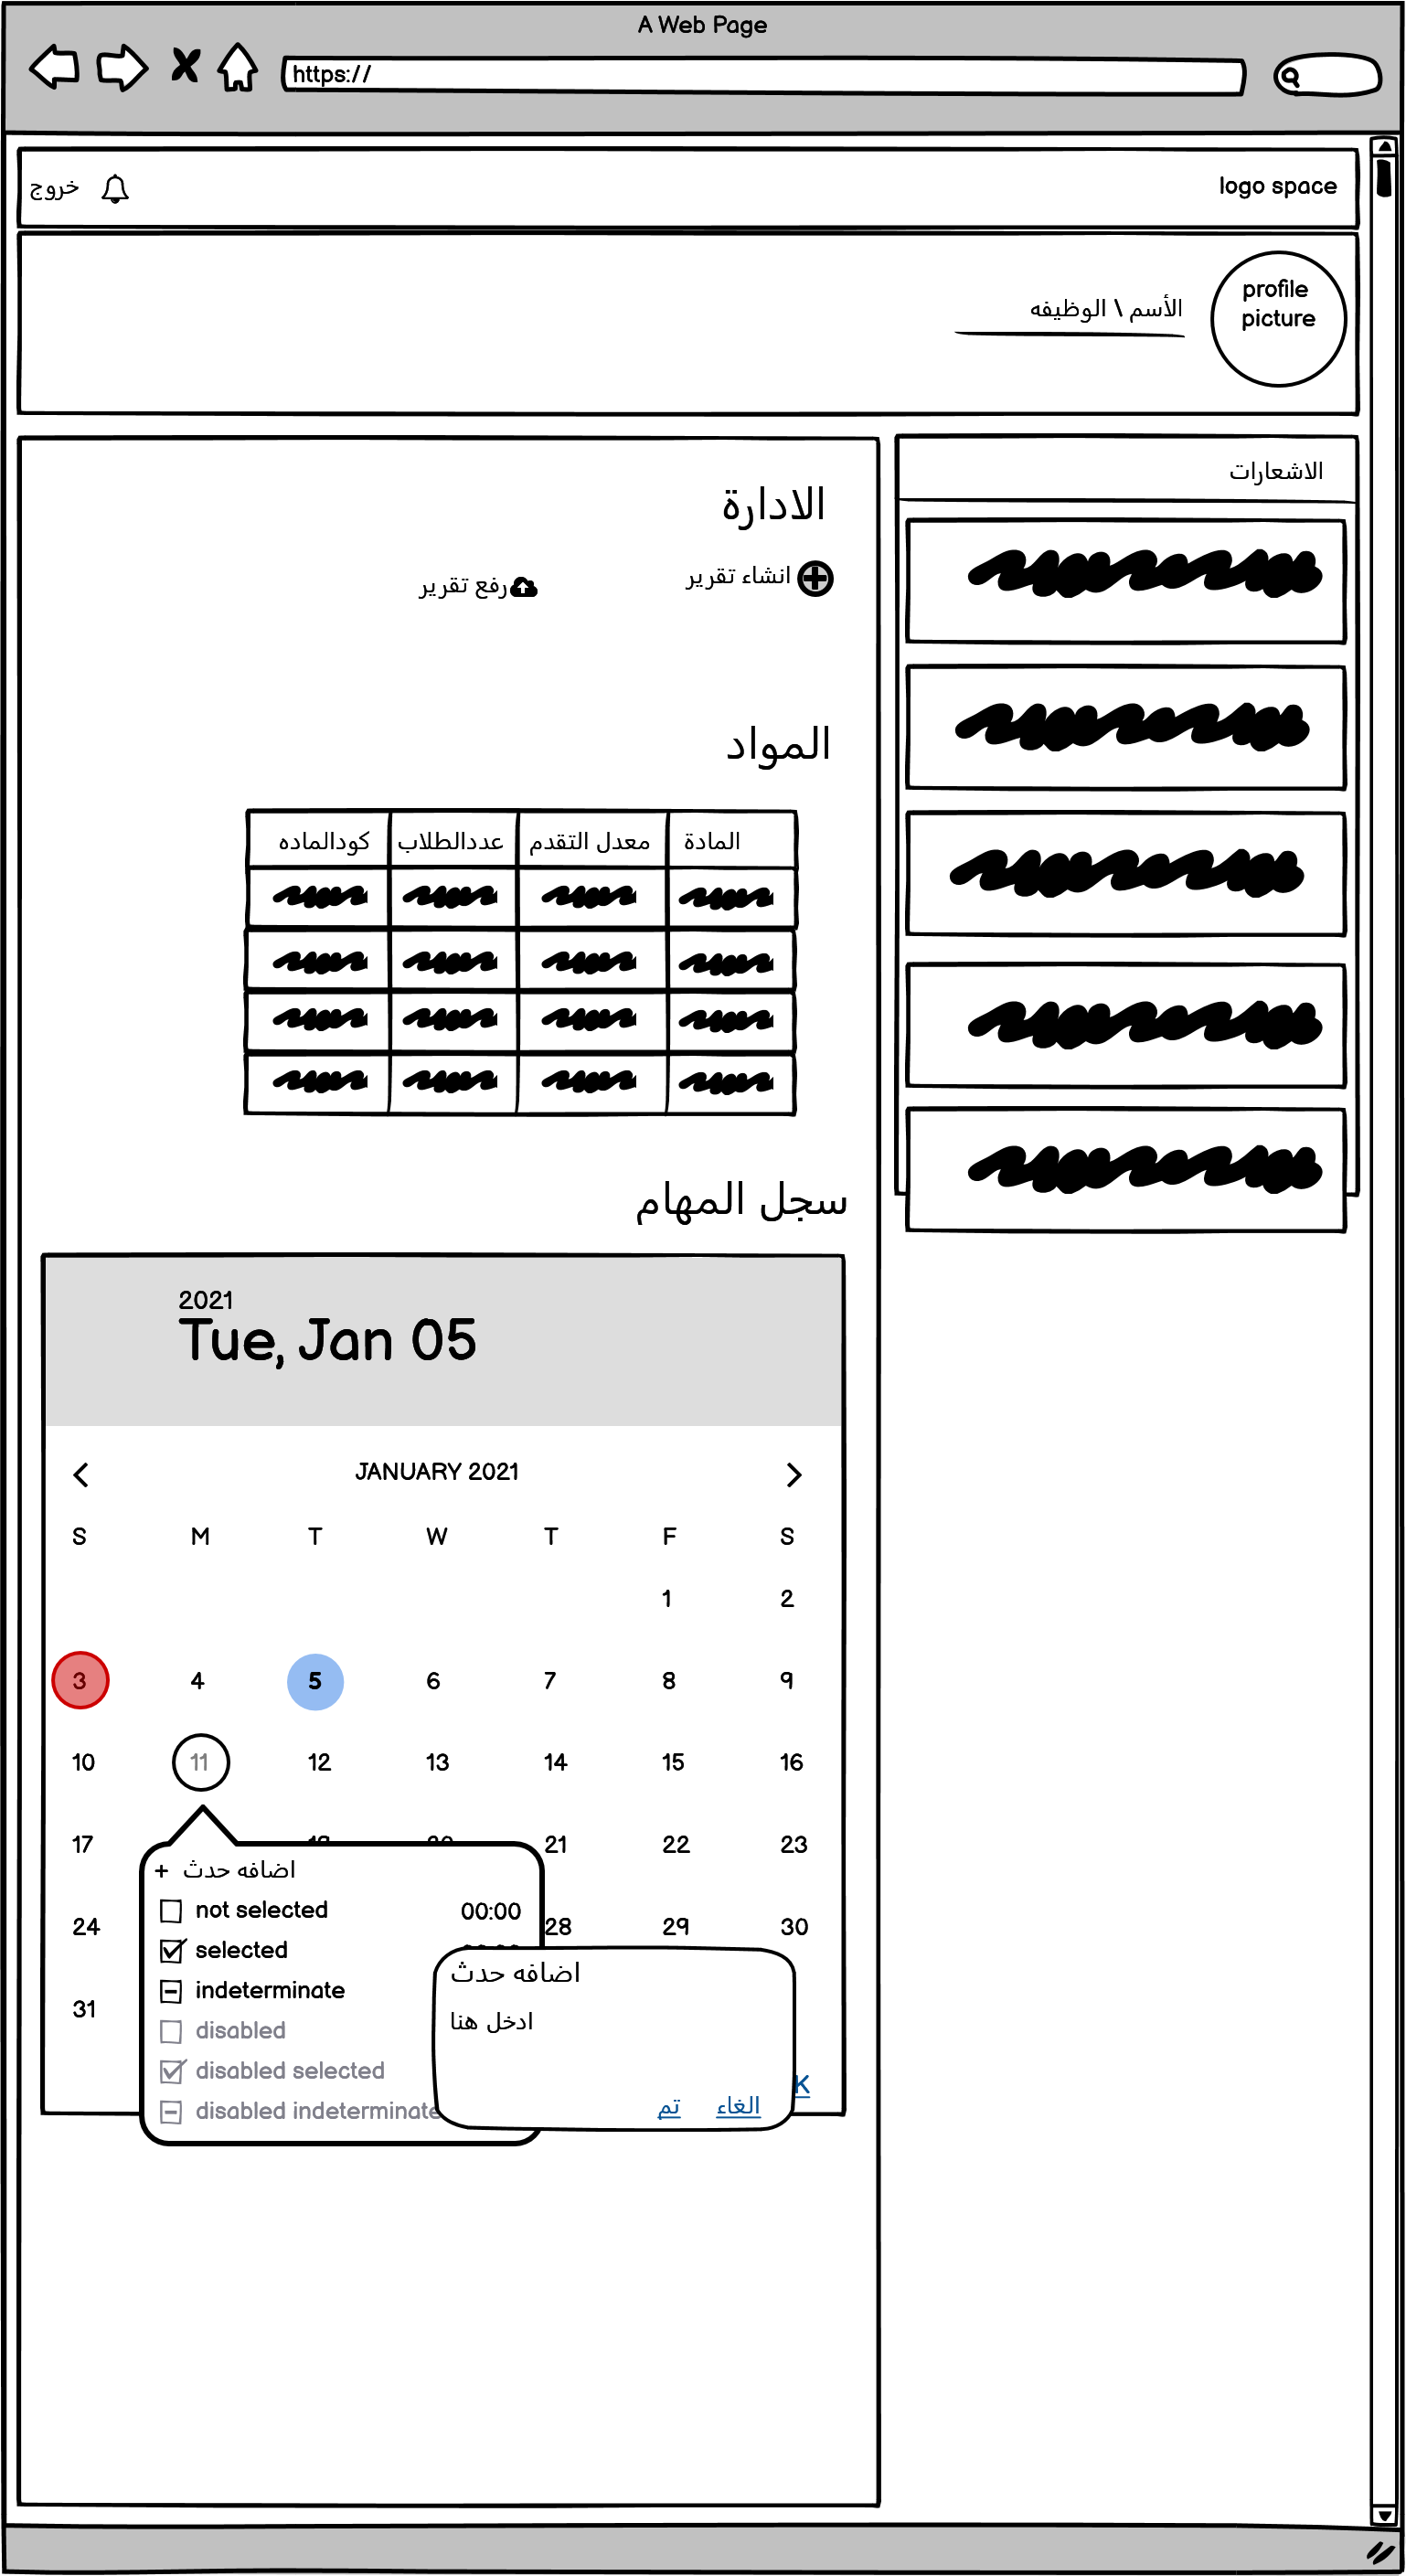 A Web Page
https://
logo space
خروج
profile
picture
الأسم \ الوظيفه
الاشعارات
الادارة
انشاء تقرير
رفع تقرير
المواد
المادة معدل التقدم عددالطلاب كودالماده
سجل المهام
2021
Tue, Jan 05
JANUARY 2021
S M T W T F S
1 2
3 4 5 6 7 8 9
10 11 12 13 14 15 16
17 21 22 23
24 28 29 30
31
+ اضافه حدث
not selected 00:00
selected
indeterminate
disabled
disabled selected
disabled indeterminate
اضافه حدث
ادخل هنا
تم الغاء
K